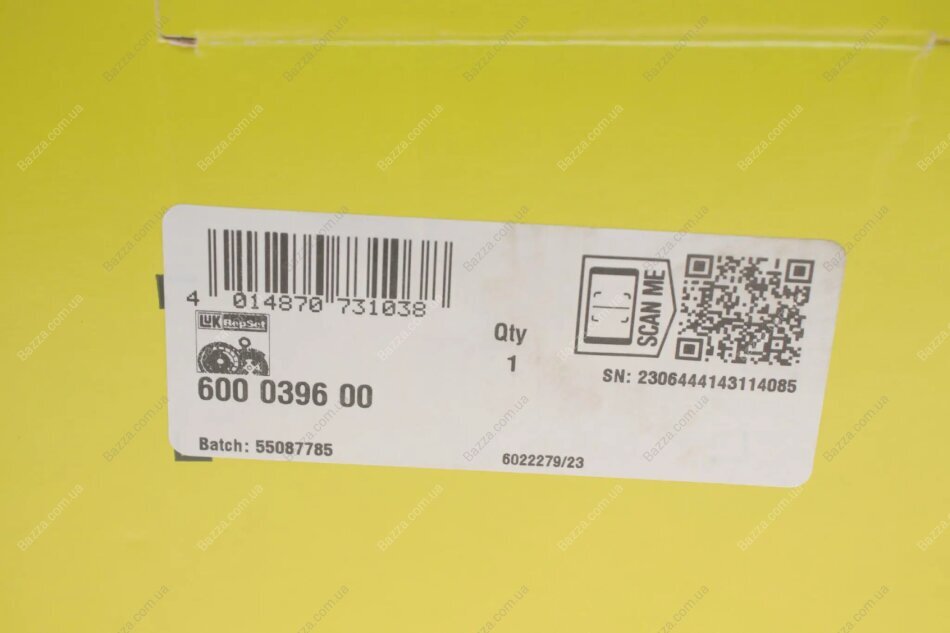 4 014870 731038
LUK RepSet
600 0396 00
Batch: 55087785
Qty
1
6022279/23
SCAN ME
SN: 2306444143114085
Bazza.com.ua